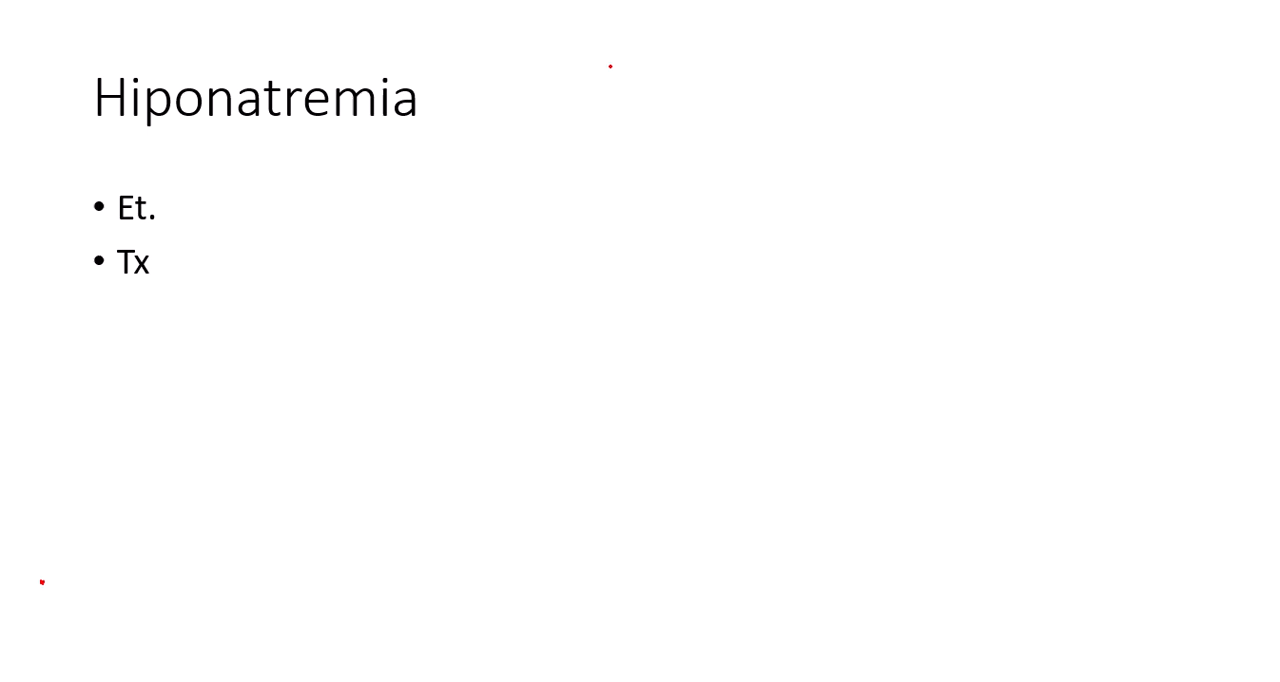 Hiponatremia
• Et.
• Tx